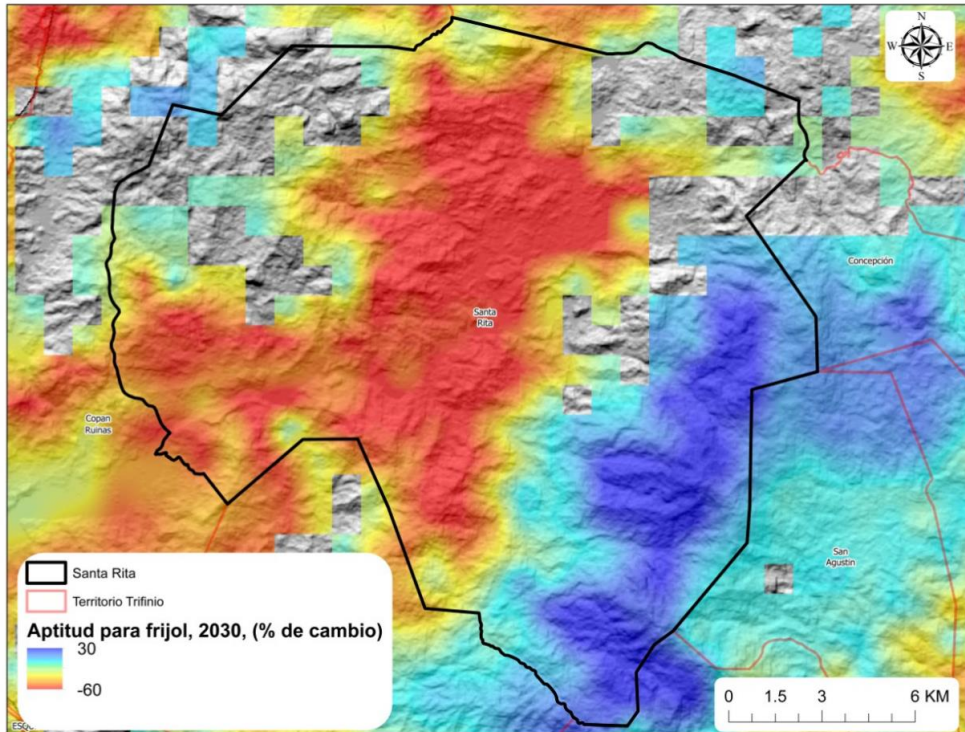 N
W E
S
Concepción
Santa
Rita
Copan
Ruinas
San
Agustin
Santa Rita
Territorio Trifinio
Aptitud para frijol, 2030, (% de cambio)
30
-60
0 1.5 3 6 KM